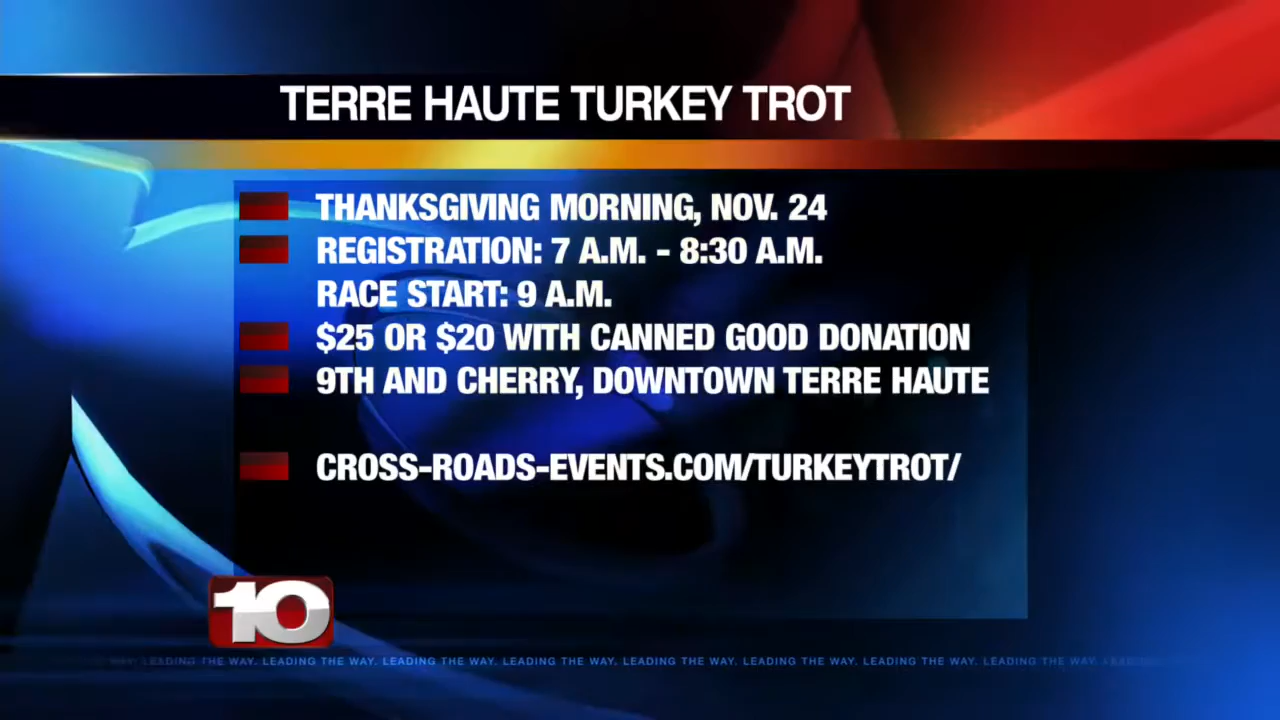 TERRE HAUTE TURKEY TROT
THANKSGIVING MORNING, NOV. 24
REGISTRATION: 7 A.M. - 8:30 A.M.
RACE START: 9 A.M.
$25 OR $20 WITH CANNED GOOD DONATION
9TH AND CHERRY, DOWNTOWN TERRE HAUTE
CROSS-ROADS-EVENTS.COM/TURKEYTROT/
10
WAY. LEADING THE WAY. LEADING THE WAY. LEADING THE WAY. LEADING THE WAY. LEADING THE WAY. LEADING THE WAY. LEADING THE WAY. LEADING THE WAY.